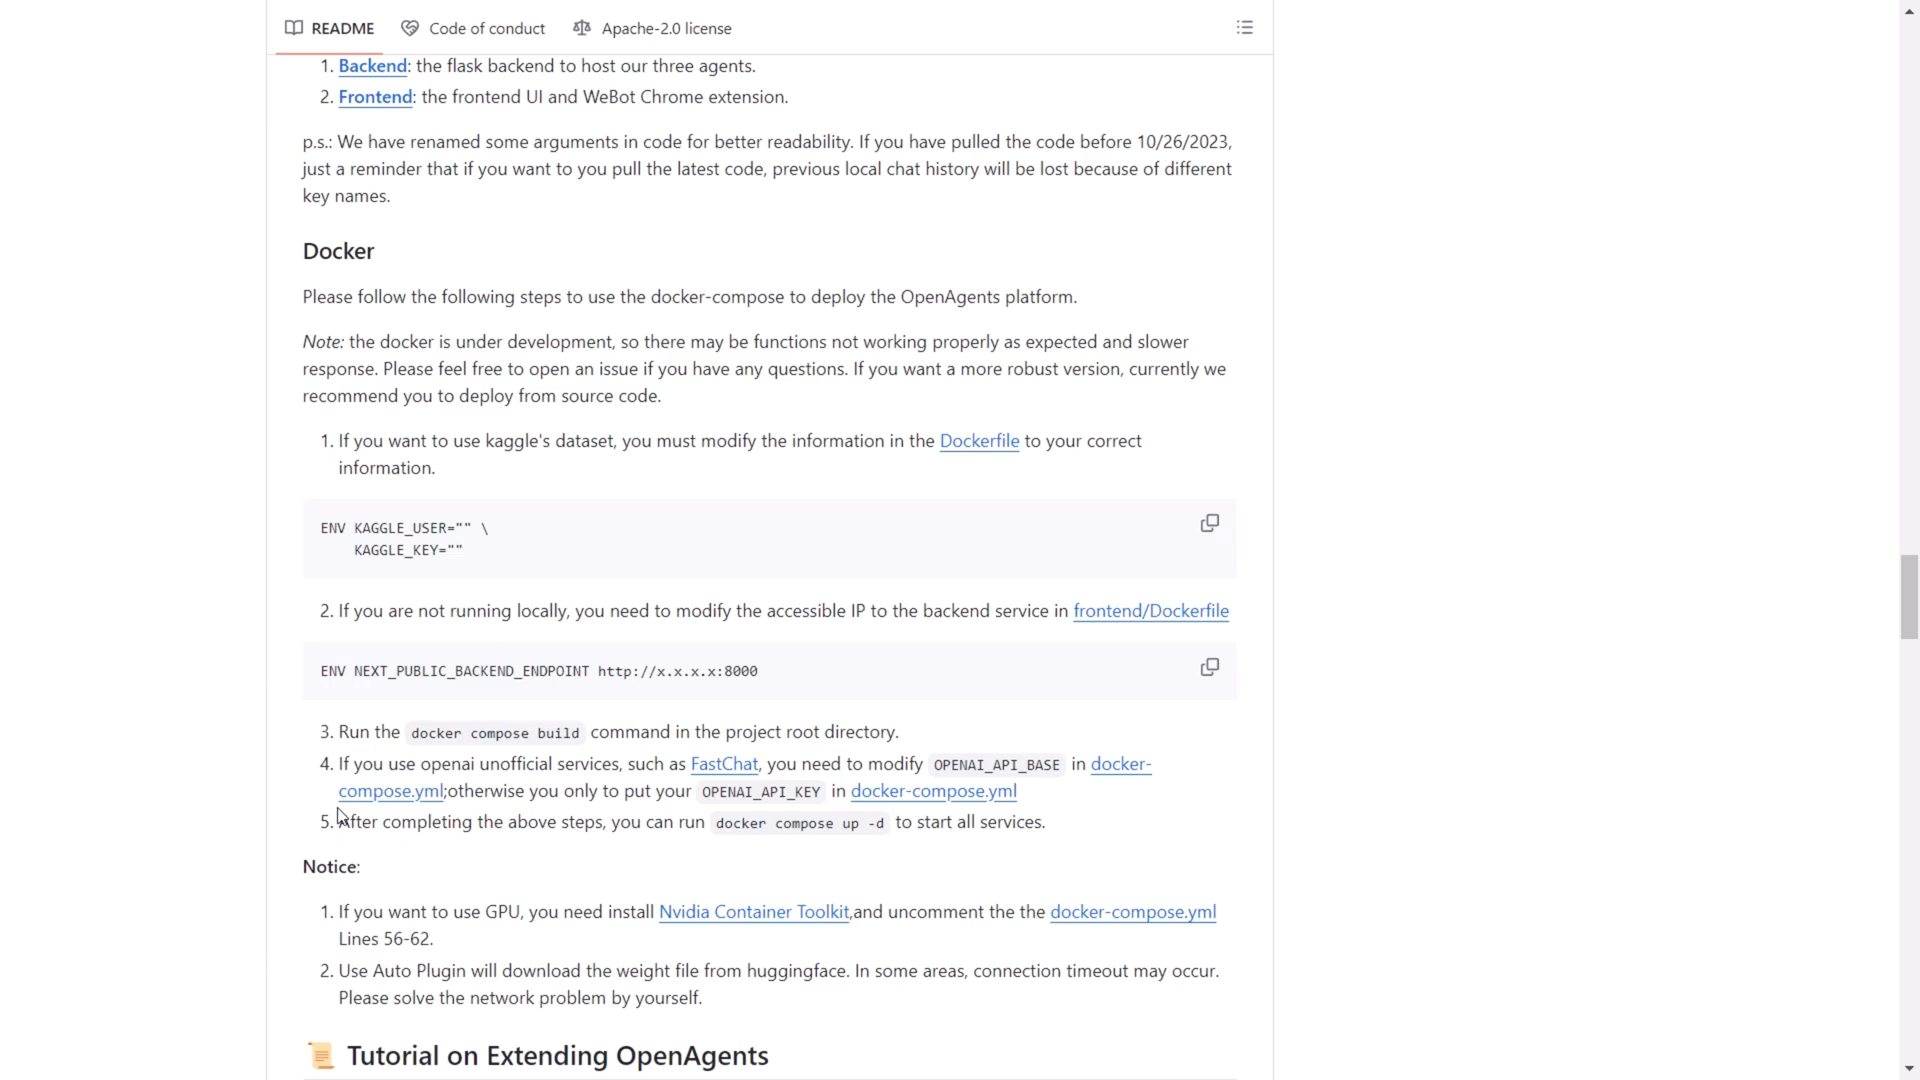 README Code of conduct Apache-2.0 license
1. Backend: the flask backend to host our three agents.
2. Frontend: the frontend UI and WeBot Chrome extension.
p.s.: We have renamed some arguments in code for better readability. If you have pulled the code before 10/26/2023,
just a reminder that if you want to you pull the latest code, previous local chat history will be lost because of different
key names.
Docker
Please follow the following steps to use the docker-compose to deploy the OpenAgents platform.
Note: the docker is under development, so there may be functions not working properly as expected and slower
response. Please feel free to open an issue if you have any questions. If you want a more robust version, currently we
recommend you to deploy from source code.
1. If you want to use kaggle's dataset, you must modify the information in the Dockerfile to your correct
information.
ENV KAGGLE_USER="" \
KAGGLE_KEY=""
2. If you are not running locally, you need to modify the accessible IP to the backend service in frontend/Dockerfile
ENV NEXT_PUBLIC_BACKEND_ENDPOINT http://x.x.x.x:8000
3. Run the docker compose build command in the project root directory.
4. If you use openai unofficial services, such as FastChat, you need to modify OPENAI_API_BASE in docker-
compose.yml;otherwise you only to put your OPENAI_API_KEY in docker-compose.yml
5. After completing the above steps, you can run docker compose up -d to start all services.
Notice:
1. If you want to use GPU, you need install Nvidia Container Toolkit,and uncomment the the docker-compose.yml
Lines 56-62.
2. Use Auto Plugin will download the weight file from huggingface. In some areas, connection timeout may occur.
Please solve the network problem by yourself.
Tutorial on Extending OpenAgents